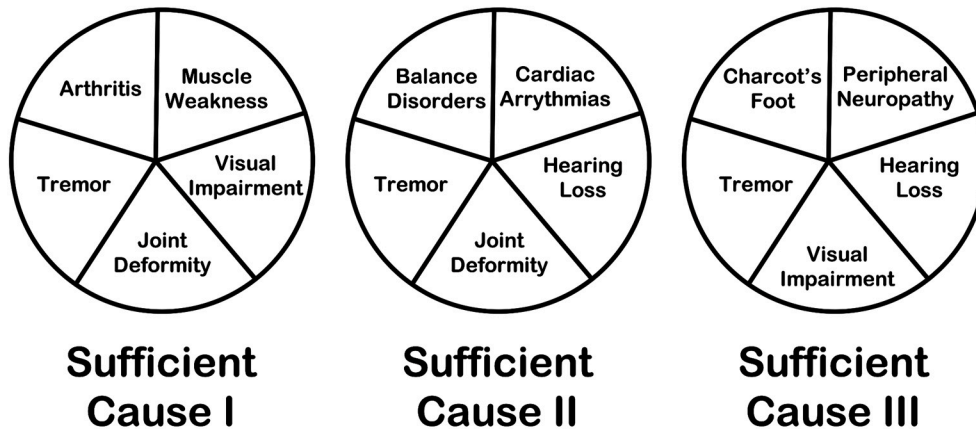 Arthritis
Muscle
Weakness
Tremor
Visual
Impairment
Joint
Deformity
Sufficient
Cause I
Balance
Disorders
Cardiac
Arrythmias
Tremor
Hearing
Loss
Joint
Deformity
Sufficient
Cause II
Charcot's
Foot
Peripheral
Neuropathy
Tremor
Hearing
Loss
Visual
Impairment
Sufficient
Cause III